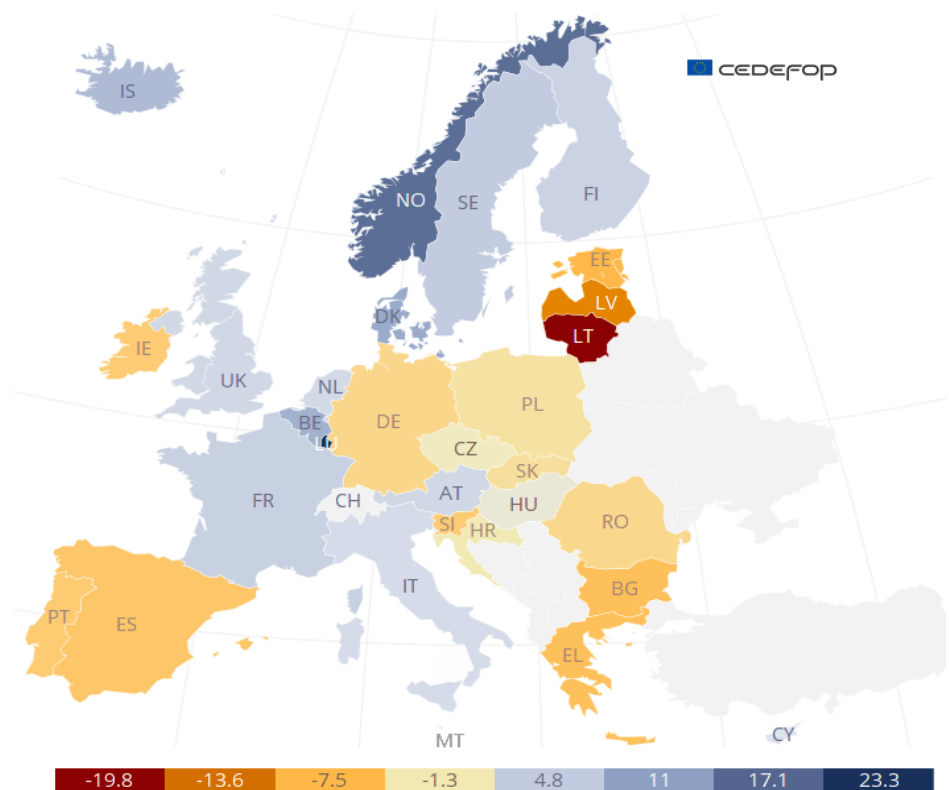 CEDEFOP
IS
NO
SE
FI
EE
LV
LT
DK
IE
UK
NL
BE
LU
DE
PL
CZ
SK
FR
CH
AT
HU
SI
HR
RO
IT
BG
PT
ES
EL
MT
CY
-19.8 -13.6 -7.5 -1.3 4.8 11 17.1 23.3